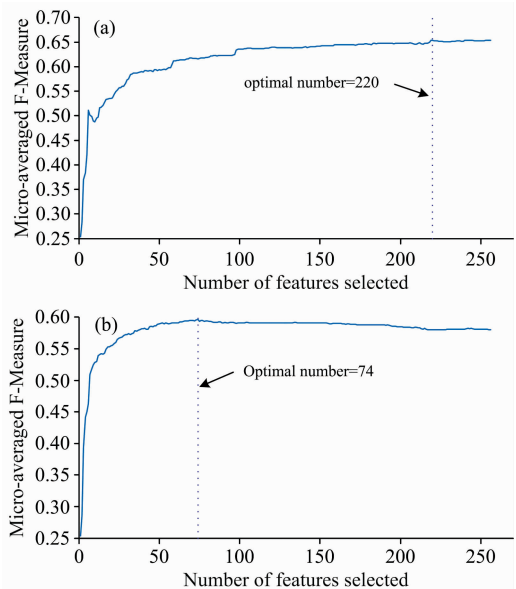 (a)
Micro-averaged F-Measure
0.70
0.65
0.60
0.55
0.50
0.45
0.40
0.35
0.30
0.25
optimal number=220
0 50 100 150 200 250
Number of features selected
(b)
Micro-averaged F-Measure
0.60
0.55
0.50
0.45
0.40
0.35
0.30
0.25
Optimal number=74
0 50 100 150 200 250
Number of features selected